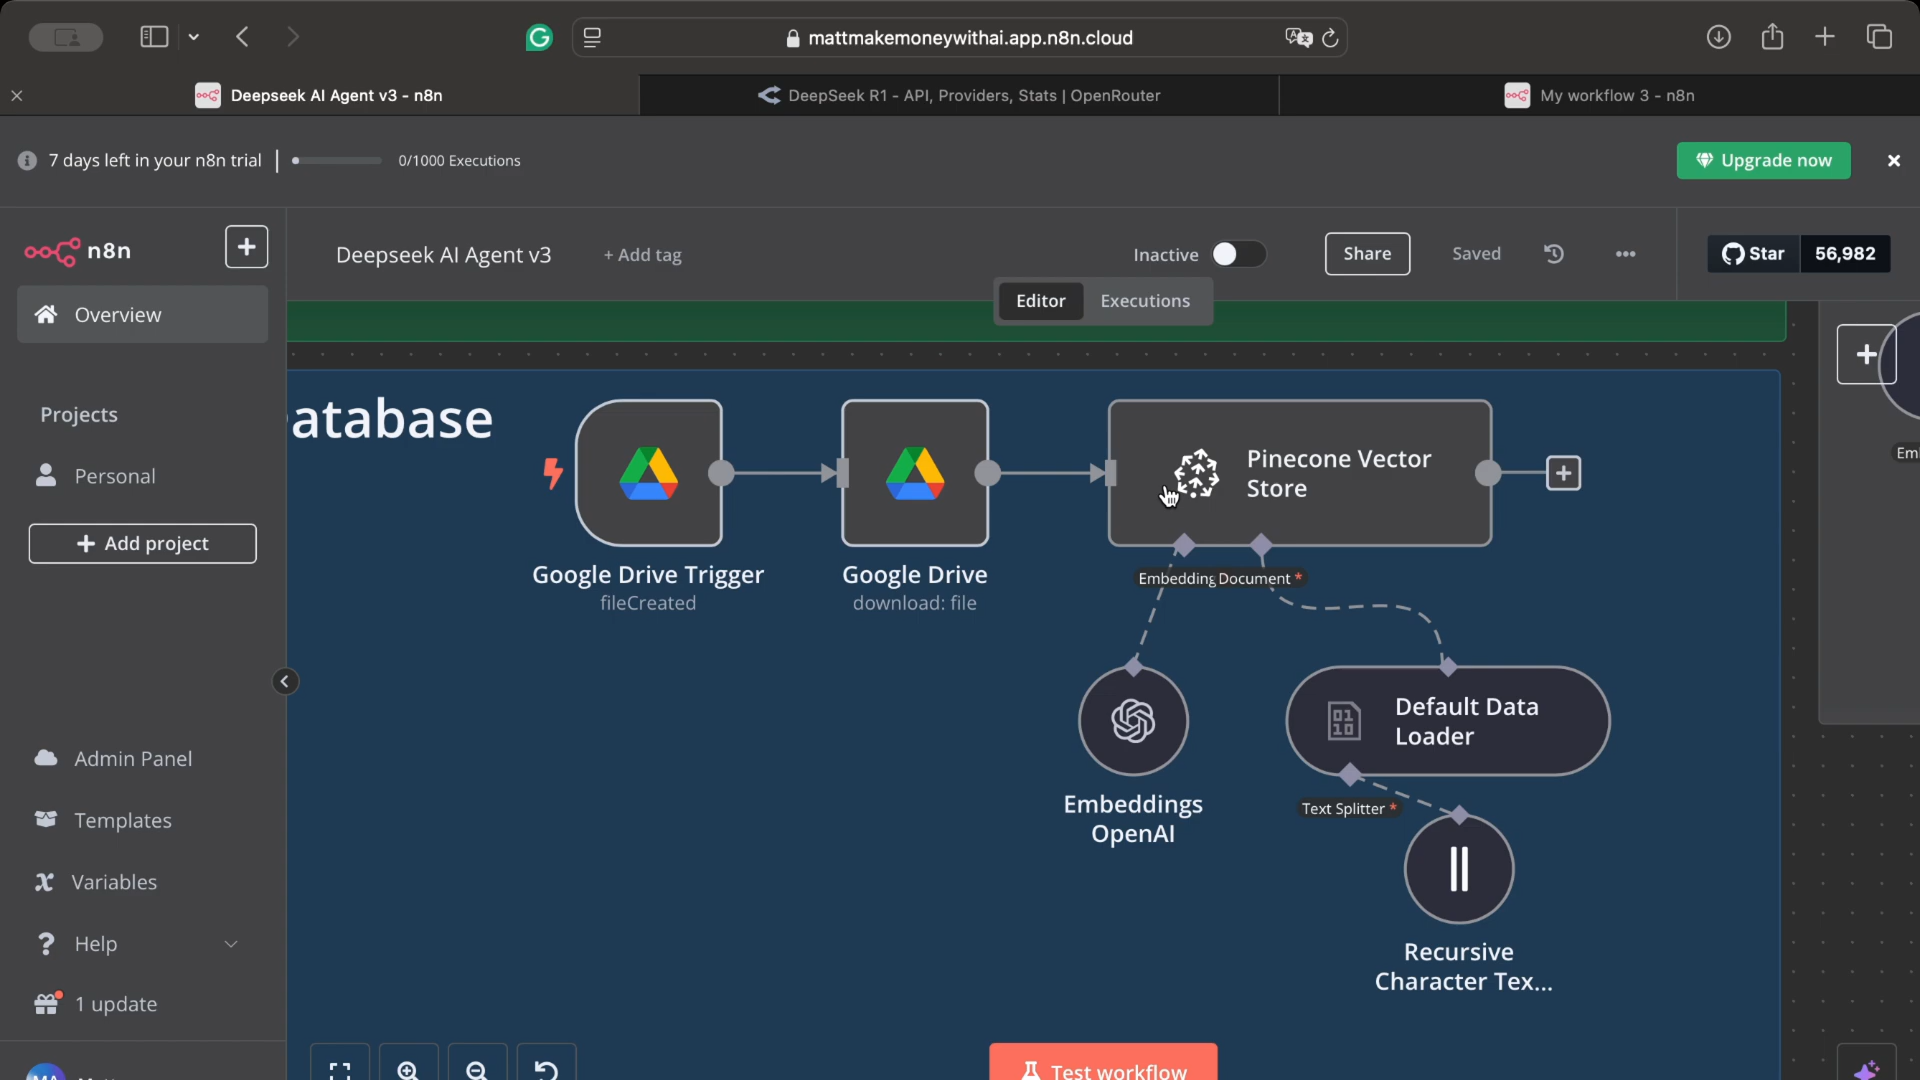 mattmakemoneywithai.app.n8n.cloud
Deepseek AI Agent v3 - n8n
DeepSeek R1 - API, Providers, Stats | OpenRouter
My workflow 3 - n8n
7 days left in your n8n trial
0/1000 Executions
Upgrade now
n8n
Deepseek AI Agent v3
+ Add tag
Inactive
Share
Saved
Star
56,982
Editor
Executions
Overview
Projects
Personal
Add project
Admin Panel
Templates
Variables
Help
1 update
atabase
Google Drive Trigger
fileCreated
Google Drive
download: file
Pinecone Vector
Store
Embedding
Document *
Embeddings
OpenAI
Default Data
Loader
Text Splitter *
Recursive
Character Tex...
Test workflow